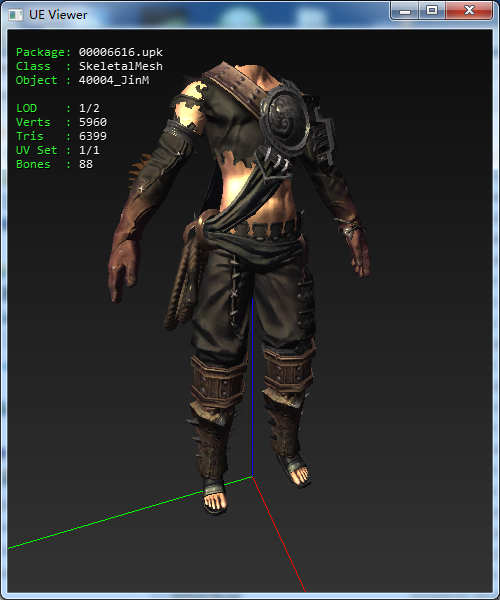 UE Viewer
Package: 00006616.upk
Class : SkeletalMesh
Object : 40004_JinM
LOD : 1/2
Verts : 5960
Tris : 6399
UV Set : 1/1
Bones : 88